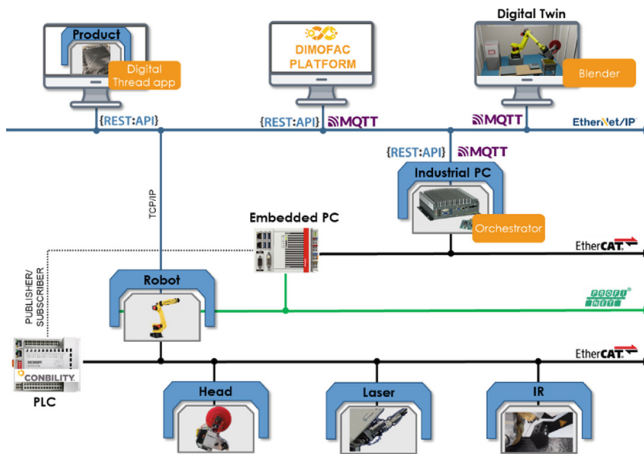 Digital Twin
Product
Digital
Thread app
DIMOFAC
PLATFORM
Blender
{REST:API}
{REST:API}
MQTT
MQTT
EtherNet/IP
{REST:API}
MQTT
Industrial PC
TCP/IP
Orchestrator
Embedded PC
EtherCAT
PUBLISHER/
SUBSCRIBER
Robot
PROFI
NET
EtherCAT
CONBILITY
PLC
Head
Laser
IR